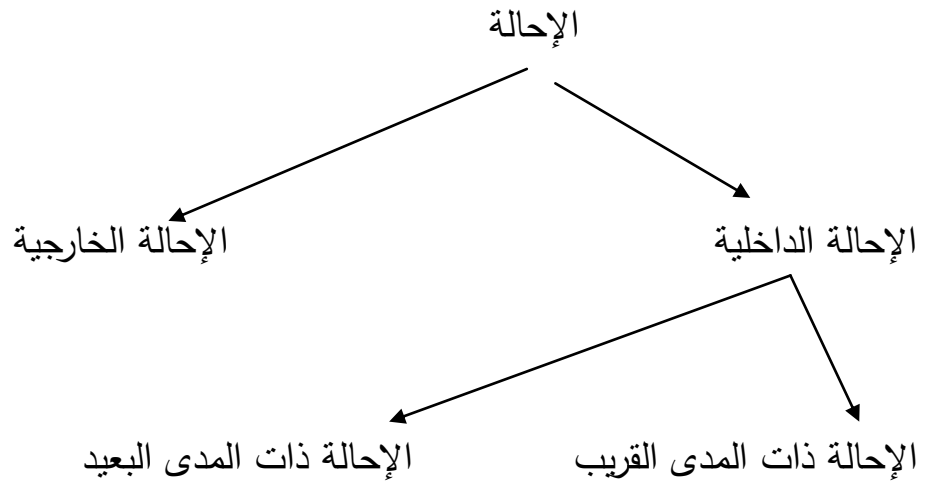 الإحالة
الإحالة الداخلية
الإحالة الخارجية
الإحالة ذات المدى القريب
الإحالة ذات المدى البعيد